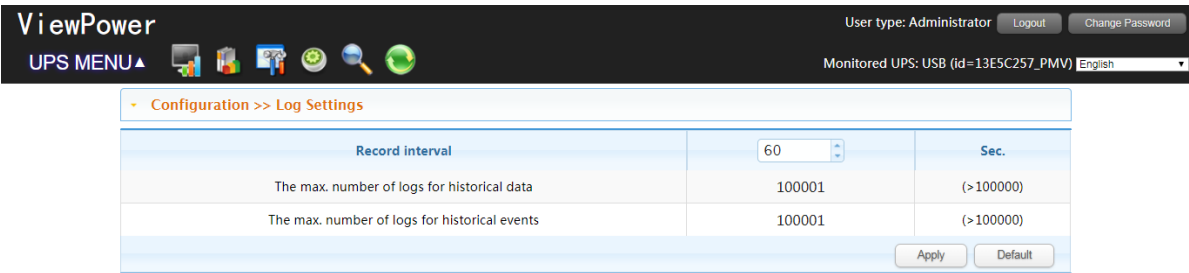 ViewPower
User type: Administrator Logout Change Password
UPS MENU▲
Monitored UPS: USB (id=13E5C257_PMV) English
Configuration >> Log Settings
Record interval 60 Sec.
The max. number of logs for historical data 100001 (>100000)
The max. number of logs for historical events 100001 (>100000)
Apply Default